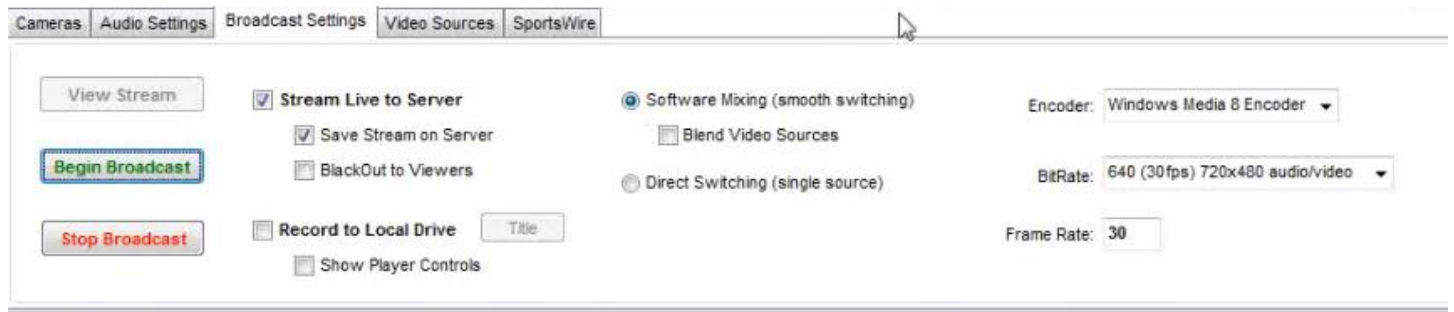 Cameras Audio Settings Broadcast Settings Video Sources SportsWire
View Stream
Begin Broadcast
Stop Broadcast
Stream Live to Server
Save Stream on Server
BlackOut to Viewers
Record to Local Drive Title
Show Player Controls
Software Mixing (smooth switching)
Blend Video Sources
Direct Switching (single source)
Encoder: Windows Media 8 Encoder
BitRate: 640 (30fps) 720x480 audio/video
Frame Rate: 30